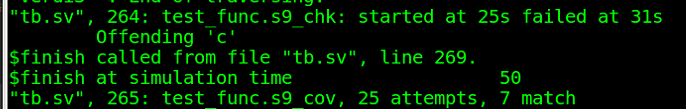 "tb.sv", 264: test_func.s9_chk: started at 25s failed at 31s
Offending 'c'
$finish called from file "tb.sv", line 269.
$finish at simulation time 50
"tb.sv", 265: test_func.s9_cov, 25 attempts, 7 match